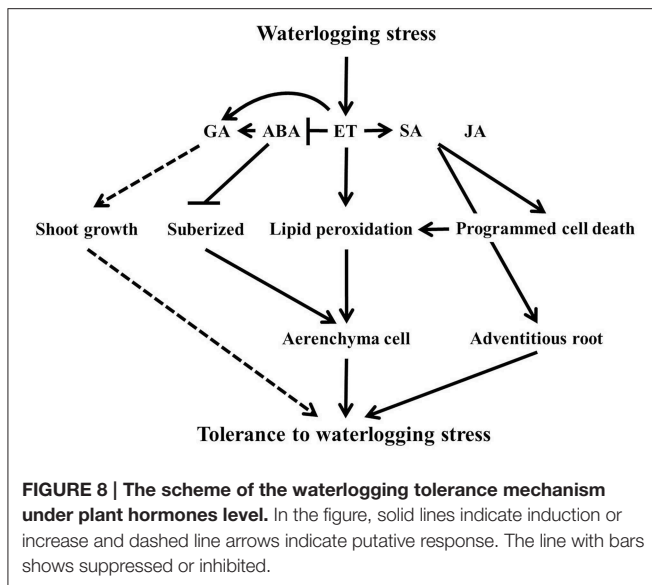 Waterlogging stress
GA ABA ET SA JA
Shoot growth Suberized Lipid peroxidation Programmed cell death
Aerenchyma cell Adventitious root
Tolerance to waterlogging stress
FIGURE 8 | The scheme of the waterlogging tolerance mechanism
under plant hormones level. In the figure, solid lines indicate induction or
increase and dashed line arrows indicate putative response. The line with bars
shows suppressed or inhibited.